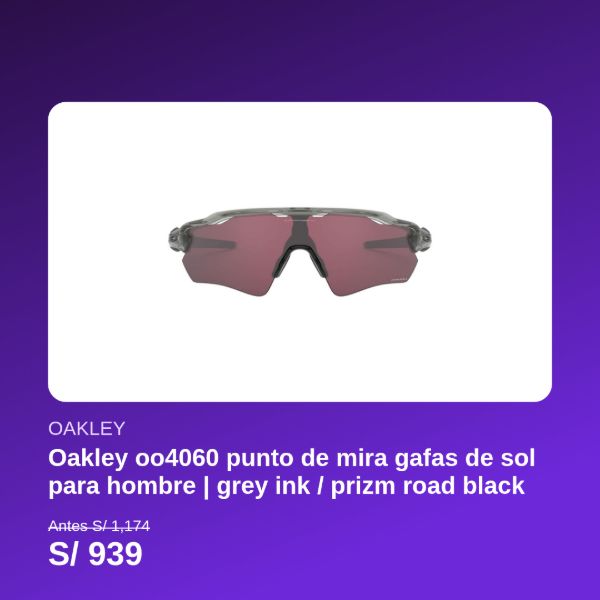 OAKLEY
Oakley oo4060 punto de mira gafas de sol
para hombre | grey ink / prizm road black
Antes S/ 1,174
S/ 939